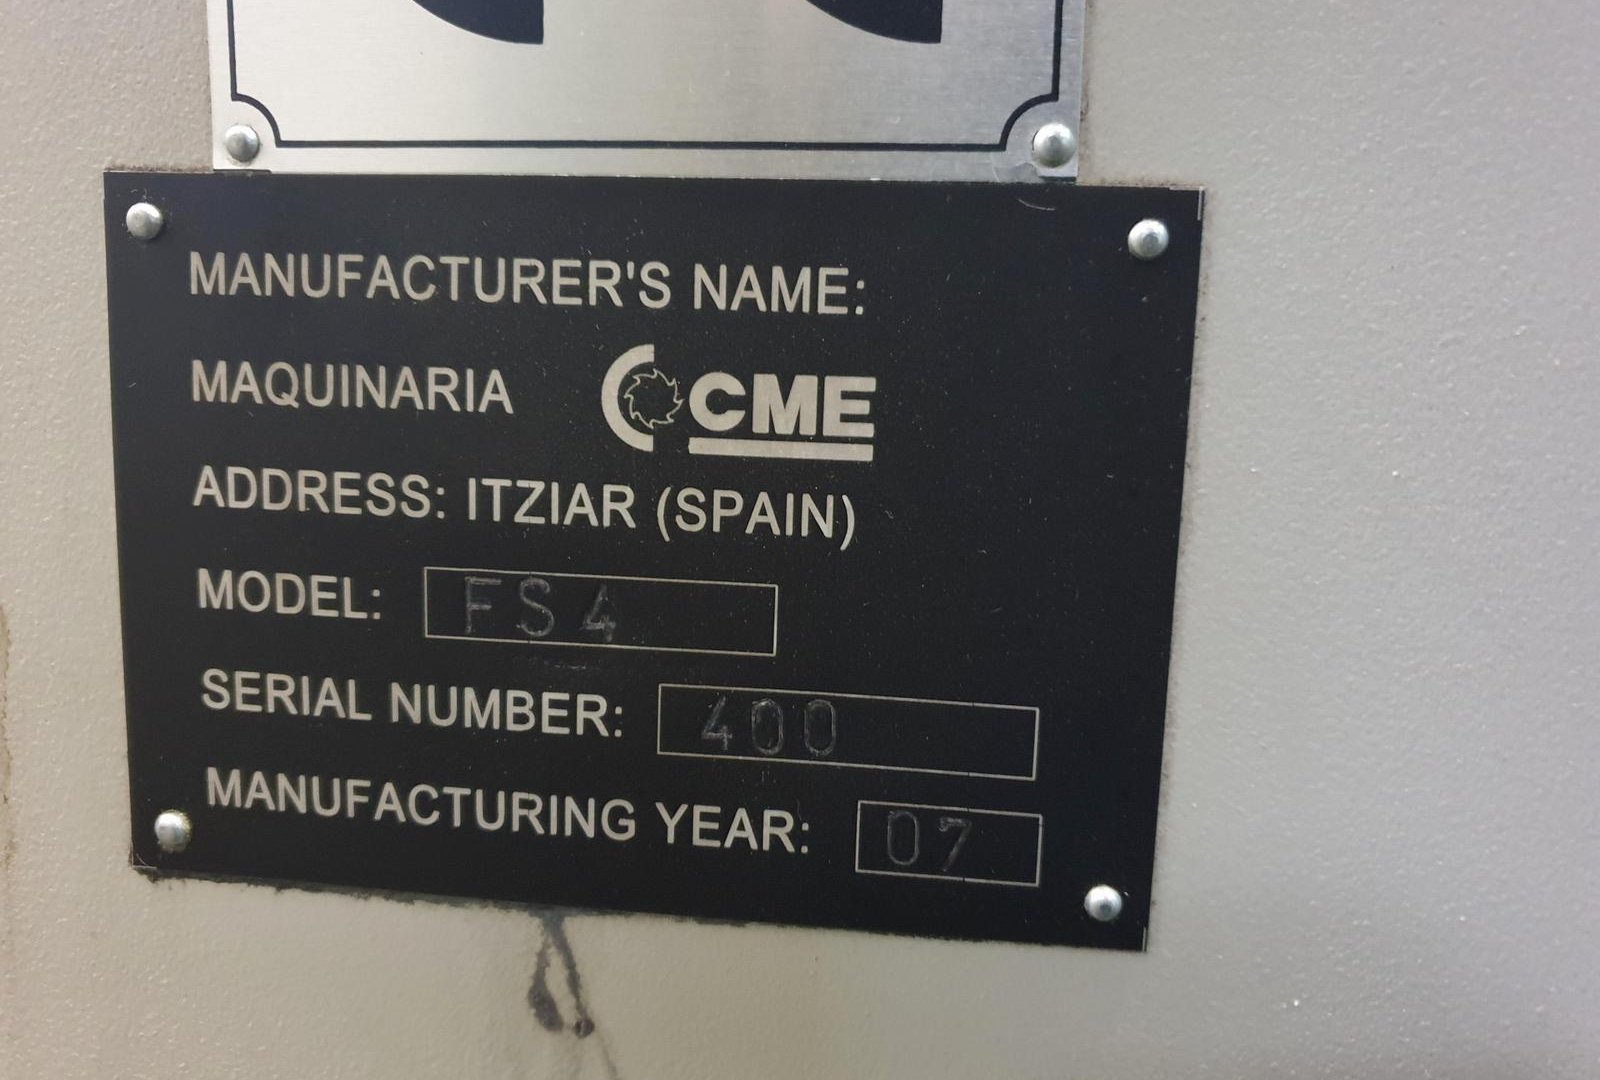 MANUFACTURER'S NAME:
MAQUINARIA CME
ADDRESS: ITZIAR (SPAIN)
MODEL: FS4
SERIAL NUMBER: 400
MANUFACTURING YEAR: 07